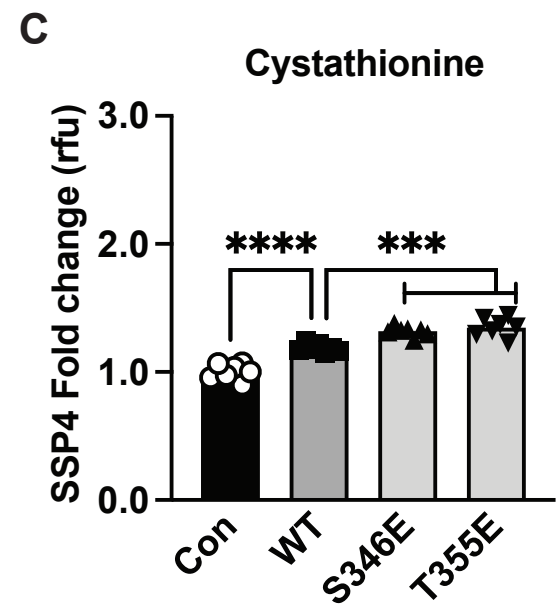 C
Cystathionine
SSP4 Fold change (rfu)
3.0
2.0
1.0
0.0
**** ***
Con WT S346E T355E